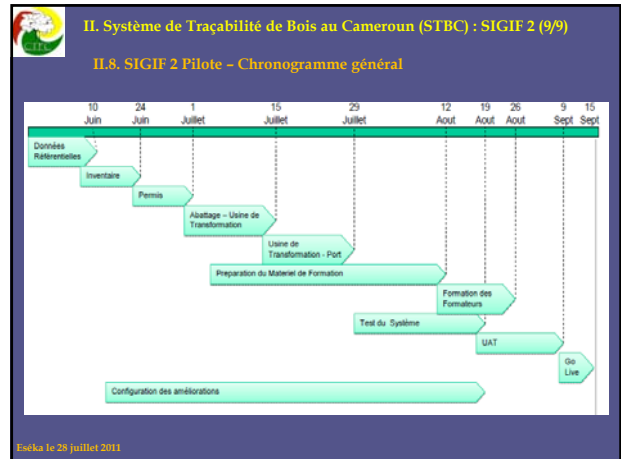 II. Système de Traçabilité de Bois au Cameroun (STBC) : SIGIF 2 (9/9)
II.8. SIGIF 2 Pilote – Chronogramme général
10 24 1 15 29 12 19 26 9 15
Juin Juin Juillet Juillet Juillet Aout Aout Aout Sept Sept
Données
Référentielles
Inventaire
Permis
Abattage – Usine de
Transformation
Usine de
Transformation - Port
Preparation du Materiel de Formation
Formation des
Formateurs
Test du Système
UAT
Go
Live
Configuration des améliorations
Eséka le 28 juillet 2011